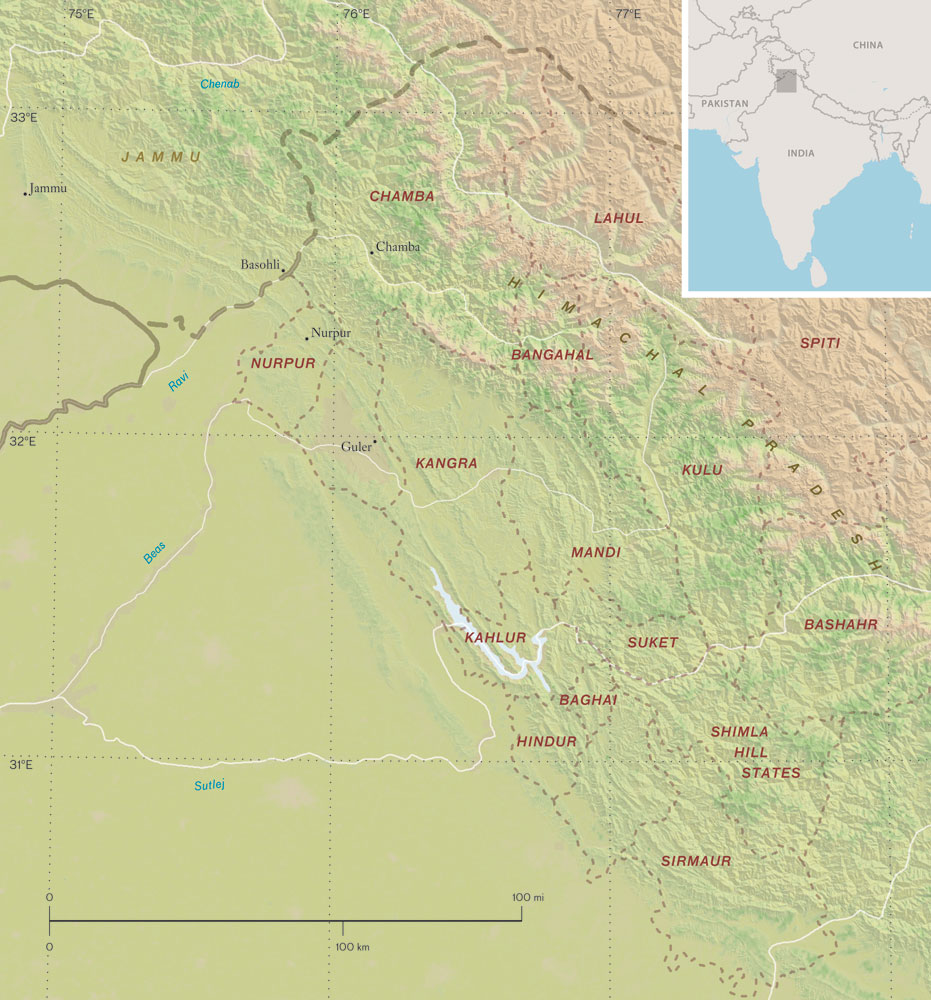 75°E
76°E
77°E
CHINA
PAKISTAN
INDIA
Chenab
33°E
JAMMU
Jammu
CHAMBA
LAHUL
Chamba
Basohli
HIMACHAL PRADESH
Nurpur
NURPUR
BANGAHAL
SPITI
Ravi
32°E
Guler
KANGRA
KULU
Beas
MANDI
KAHLUR
SUKET
BASHAHR
BAGHAI
HINDUR
SHIMLA
HILL
STATES
31°E
Sutlej
SIRMAUR
0
100 mi
0
100 km